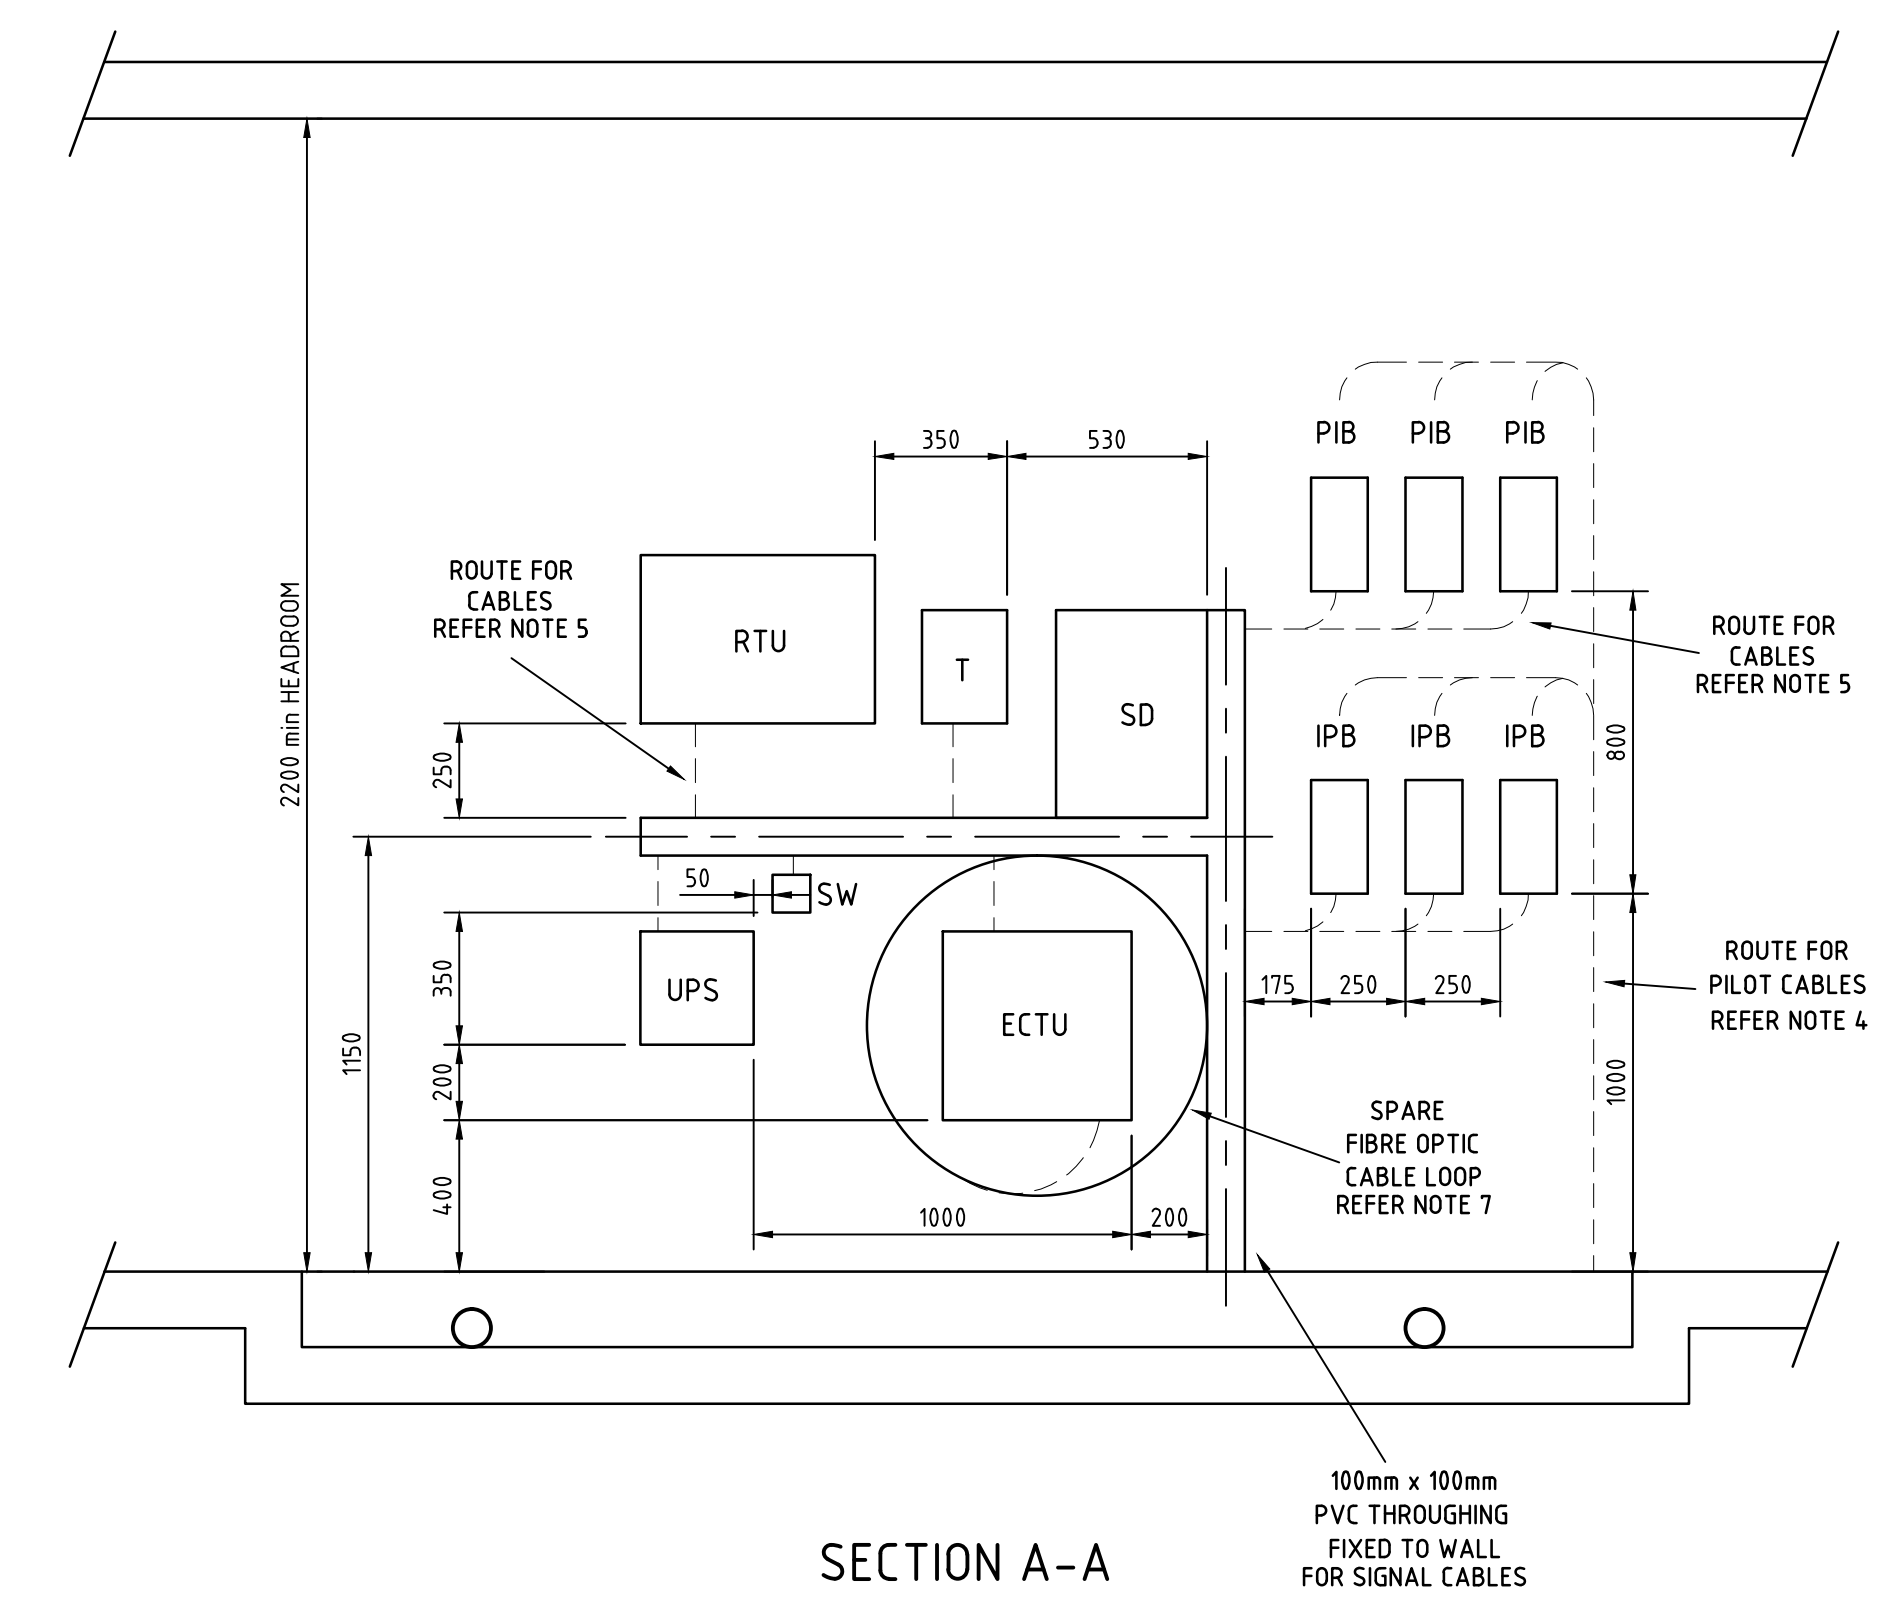 PIB PIB PIB
350 530
ROUTE FOR
CABLES
REFER NOTE 5
RTU
T
SD
ROUTE FOR
CABLES
REFER NOTE 5
2200 min HEADROOM
250
IPB IPB IPB
800
50
SW
350
UPS
ECTU
175 250 250
ROUTE FOR
PILOT CABLES
REFER NOTE 4
1150
200
1000
SPARE
FIBRE OPTIC
CABLE LOOP
REFER NOTE 7
400
1000 200
100mm x 100mm
PVC THROUGHING
FIXED TO WALL
FOR SIGNAL CABLES
SECTION A-A